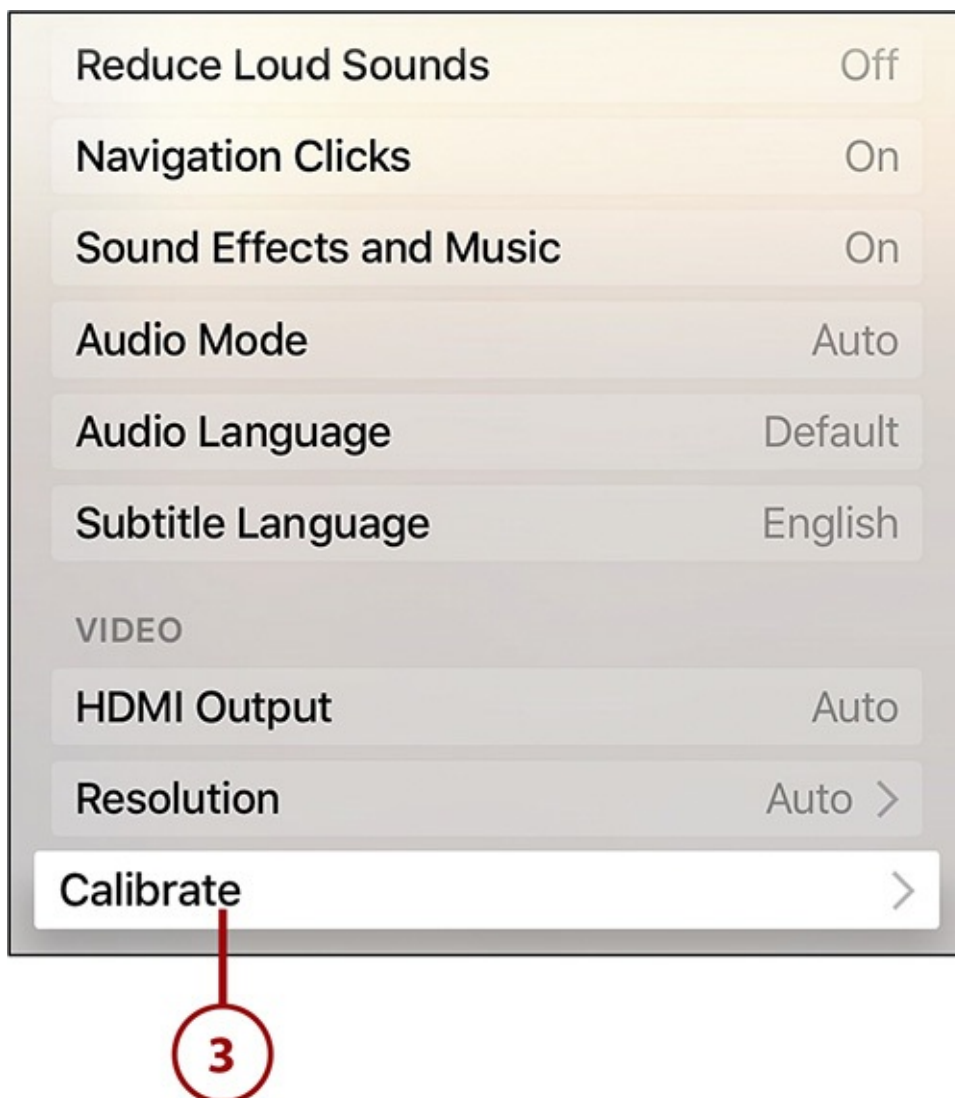 Reduce Loud Sounds Off
Navigation Clicks On
Sound Effects and Music On
Audio Mode Auto
Audio Language Default
Subtitle Language English
VIDEO
HDMI Output Auto
Resolution Auto >
Calibrate >
3